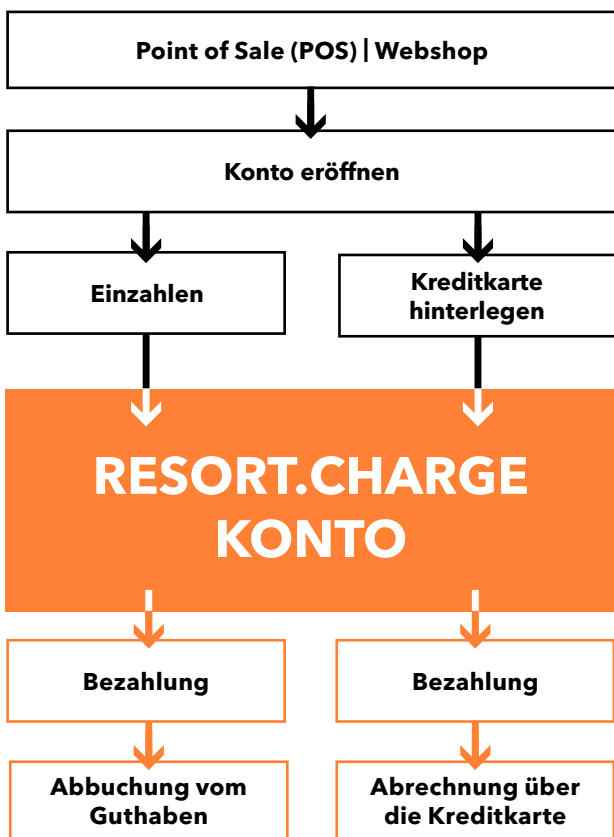 Point of Sale (POS) | Webshop
Konto eröffnen
Einzahlen
Kreditkarte
hinterlegen
RESORT.CHARGE
KONTO
Bezahlung
Bezahlung
Abbuchung vom
Guthaben
Abrechnung über
die Kreditkarte